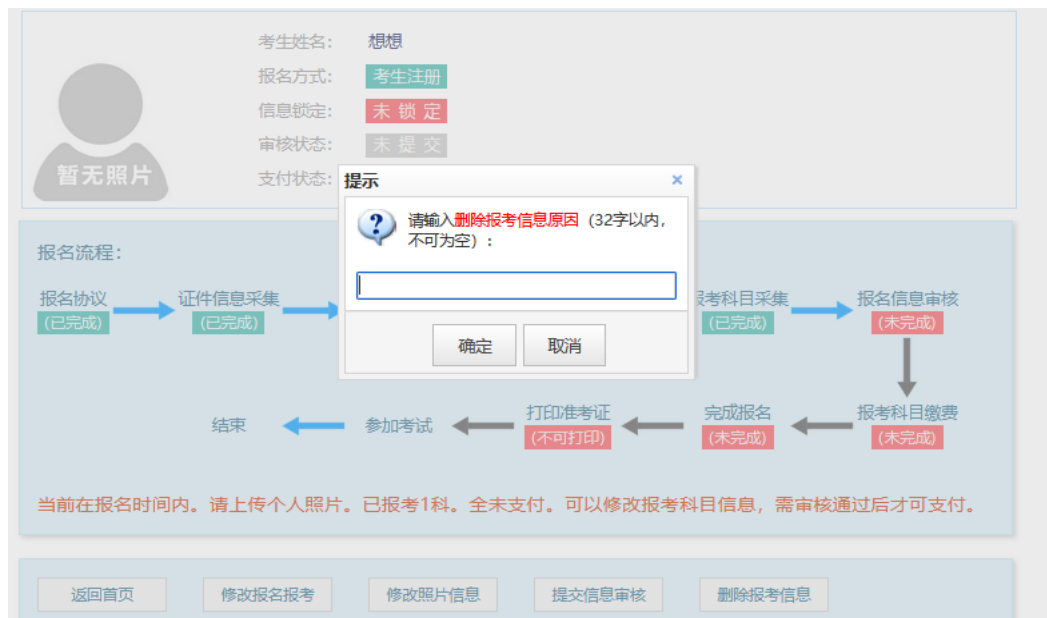 考生姓名： 想想
报名方式： 考生注册
信息锁定： 未 锁 定
审核状态： 未 提 交
支付状态：
暂无照片
提示 ×
请输入删除报考信息原因（32字以内，
不可为空）:
确定 取消
报名流程：
报名协议 证件信息采集 报考科目采集 报名信息审核
(已完成) (已完成) (已完成) (未完成)
结束 参加考试 打印准考证 完成报名 报考科目缴费
(不可打印) (未完成) (未完成)
当前在报名时间内。请上传个人照片。已报考1科。全未支付。可以修改报考科目信息，需审核通过后才可支付。
返回首页 修改报名报考 修改照片信息 提交信息审核 删除报考信息